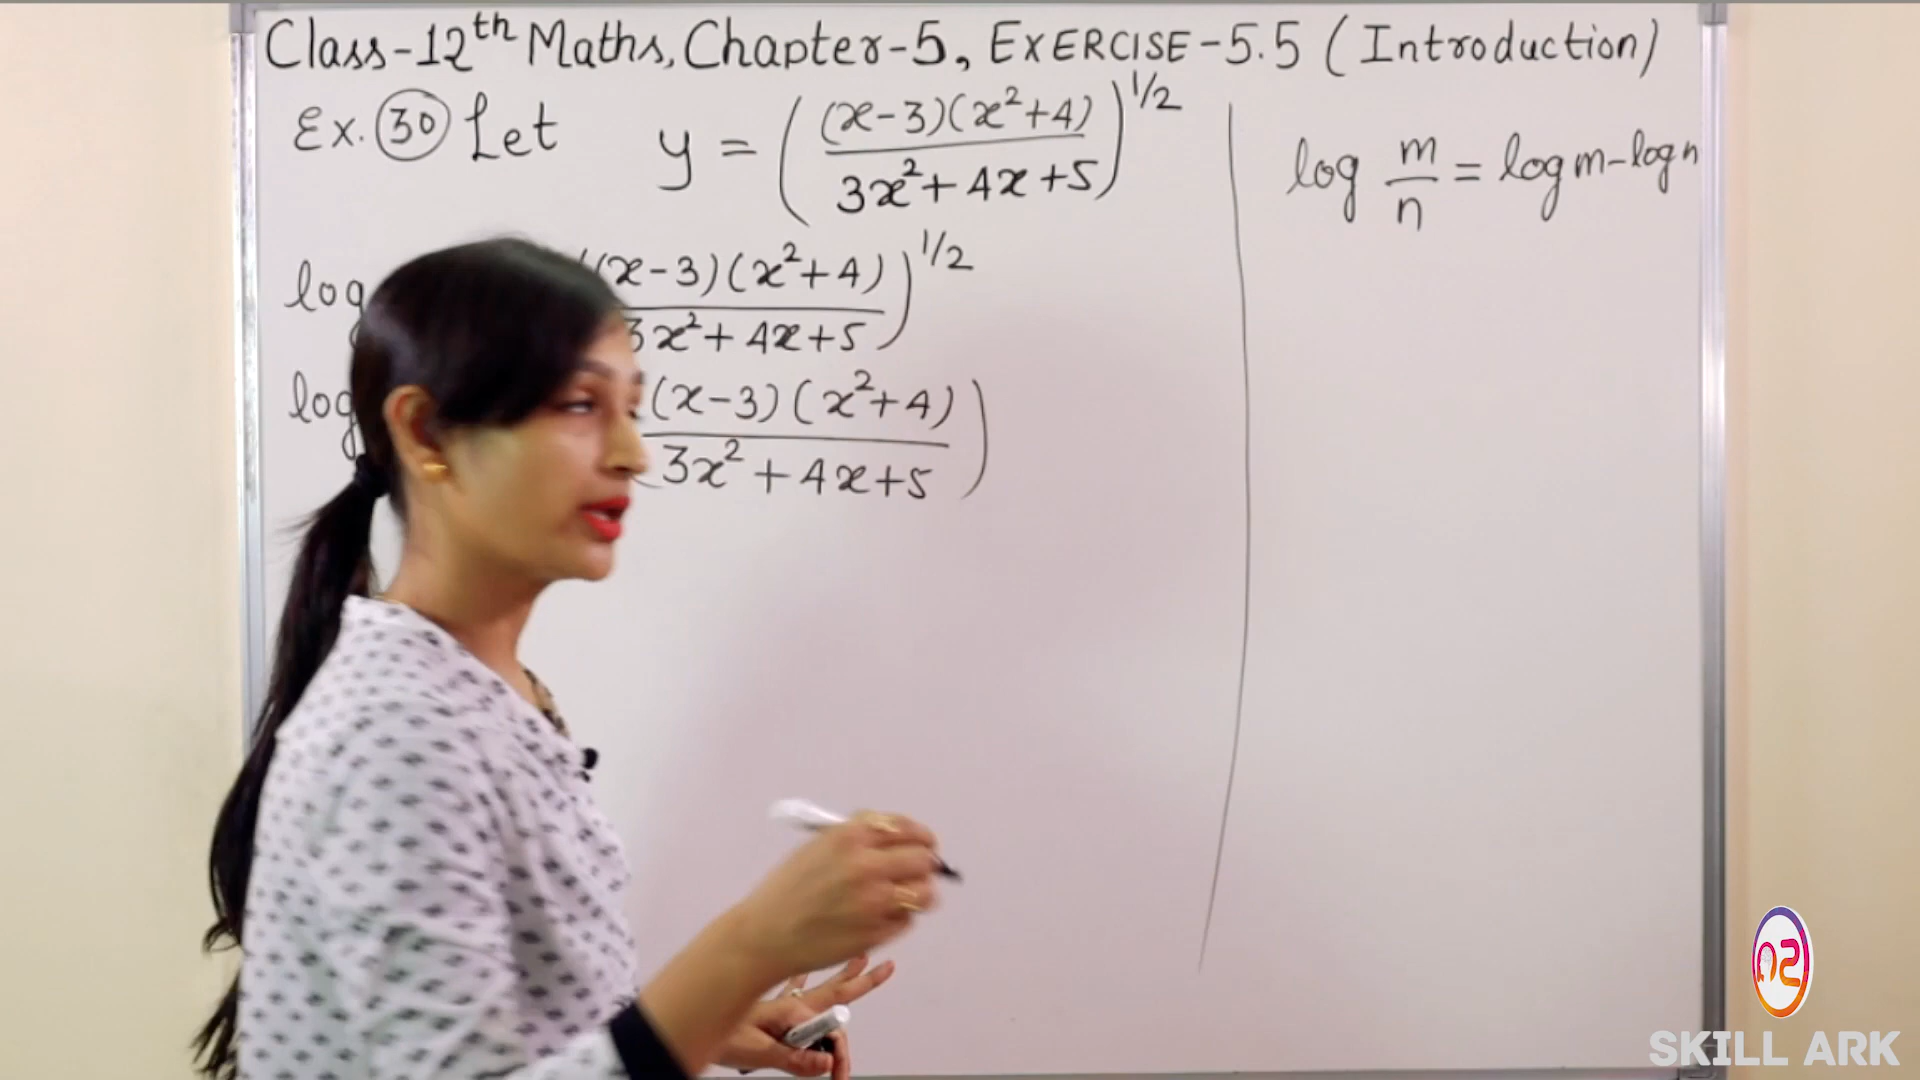 Class-12th Maths, Chapter-5, EXERCISE-5.5 (Introduction)
Ex. 30 Let y = ((x-3)(x²+4) / 3x²+4x+5)^1/2
log m/n = log m - log n
log ((x-3)(x²+4) / 3x²+4x+5)^1/2
log (x-3)(x²+4) / 3x²+4x+5)
SKILL ARK